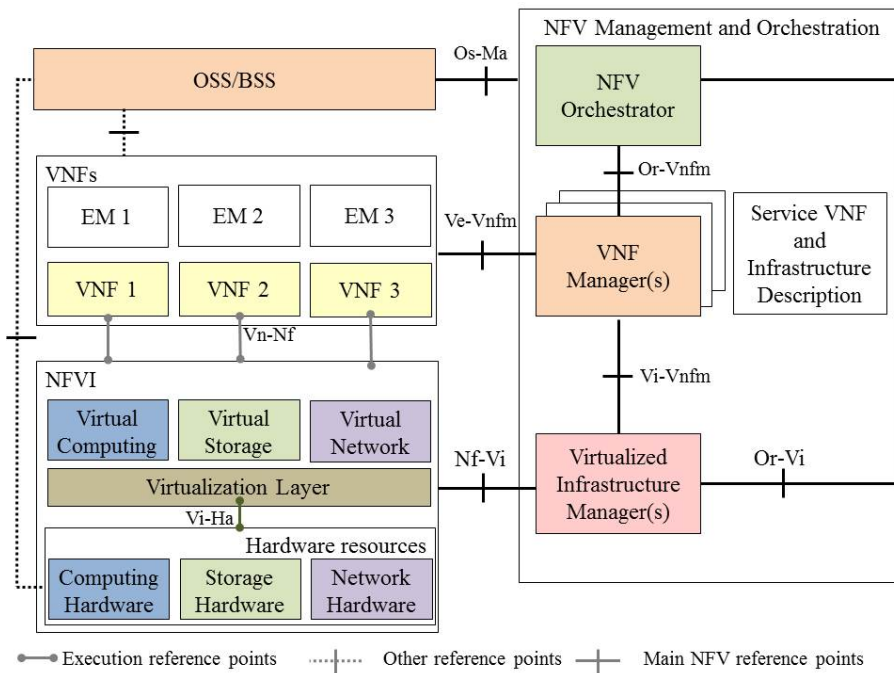 NFV Management and Orchestration
Os-Ma
OSS/BSS
NFV
Orchestrator
Or-Vnfm
VNFs
EM 1
EM 2
EM 3
VNF 1
VNF 2
VNF 3
Ve-Vnfm
VNF
Manager(s)
Service VNF
and
Infrastructure
Description
Vn-Nf
Vi-Vnfm
NFVI
Virtual
Computing
Virtual
Storage
Virtual
Network
Virtualization Layer
Nf-Vi
Virtualized
Infrastructure
Manager(s)
Or-Vi
Vi-Ha
Hardware resources
Computing
Hardware
Storage
Hardware
Network
Hardware
Execution reference points
Other reference points
Main NFV reference points